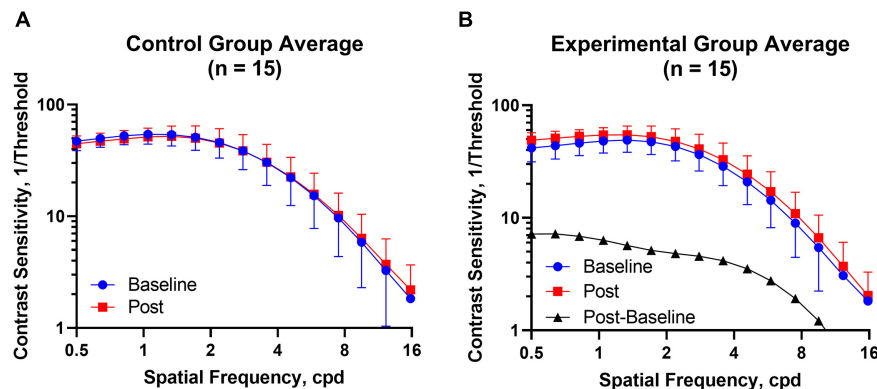 A
Control Group Average
(n = 15)
Contrast Sensitivity, 1/Threshold
100
10
1
Baseline
Post
0.5
1
2
4
8
16
Spatial Frequency, cpd
B
Experimental Group Average
(n = 15)
Contrast Sensitivity, 1/Threshold
100
10
1
Baseline
Post
Post-Baseline
0.5
1
2
4
8
16
Spatial Frequency, cpd